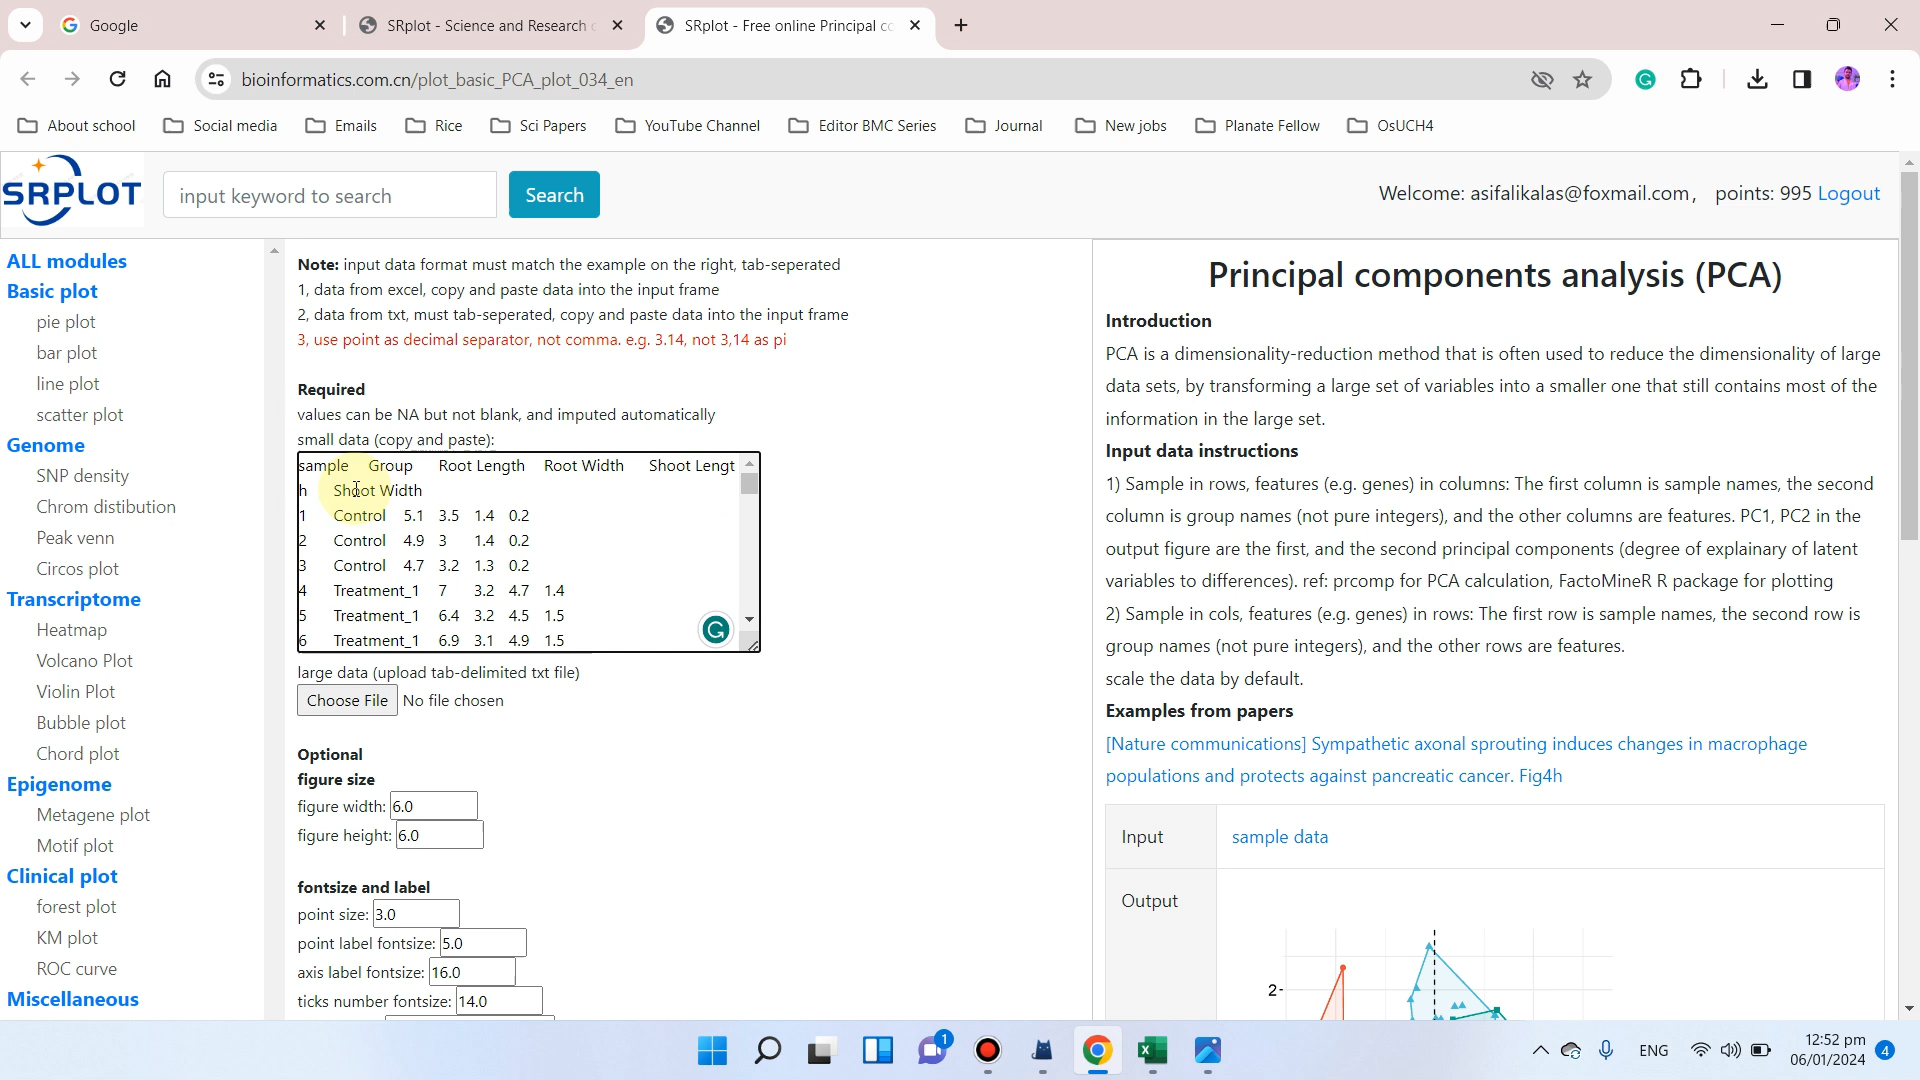 Google
SRplot - Science and Research
SRplot - Free online Principal cc
bioinformatics.com.cn/plot_basic_PCA_plot_034_en
About school
Social media
Emails
Rice
Sci Papers
YouTube Channel
Editor BMC Series
Journal
New jobs
Planate Fellow
OsUCH4
SRPLOT
input keyword to search
Search
Welcome: asifalikalas@foxmail.com, points: 995 Logout
ALL modules
Basic plot
pie plot
bar plot
line plot
scatter plot
Genome
SNP density
Chrom distibution
Peak venn
Circos plot
Transcriptome
Heatmap
Volcano Plot
Violin Plot
Bubble plot
Chord plot
Epigenome
Metagene plot
Motif plot
Clinical plot
forest plot
KM plot
ROC curve
Miscellaneous
Note: input data format must match the example on the right, tab-seperated
1, data from excel, copy and paste data into the input frame
2, data from txt, must tab-seperated, copy and paste data into the input frame
3, use point as decimal separator, not comma. e.g. 3.14, not 3,14 as pi
Required
values can be NA but not blank, and imputed automatically
small data (copy and paste):
sample Group Root Length Root Width Shoot Lengt
h Shoot Width
1 Control 5.1 3.5 1.4 0.2
2 Control 4.9 3 1.4 0.2
3 Control 4.7 3.2 1.3 0.2
4 Treatment_1 7 3.2 4.7 1.4
5 Treatment_1 6.4 3.2 4.5 1.5
6 Treatment_1 6.9 3.1 4.9 1.5
large data (upload tab-delimited txt file)
Choose File No file chosen
Optional
figure size
figure width: 6.0
figure height: 6.0
fontsize and label
point size: 3.0
point label fontsize: 5.0
axis label fontsize: 16.0
ticks number fontsize: 14.0
Principal components analysis (PCA)
Introduction
PCA is a dimensionality-reduction method that is often used to reduce the dimensionality of large
data sets, by transforming a large set of variables into a smaller one that still contains most of the
information in the large set.
Input data instructions
1) Sample in rows, features (e.g. genes) in columns: The first column is sample names, the second
column is group names (not pure integers), and the other columns are features. PC1, PC2 in the
output figure are the first, and the second principal components (degree of explainary of latent
variables to differences). ref: prcomp for PCA calculation, FactoMineR R package for plotting
2) Sample in cols, features (e.g. genes) in rows: The first row is sample names, the second row is
group names (not pure integers), and the other rows are features.
scale the data by default.
Examples from papers
[Nature communications] Sympathetic axonal sprouting induces changes in macrophage
populations and protects against pancreatic cancer. Fig4h
Input
sample data
Output
2
1
ENG
12:52 pm
06/01/2024
4